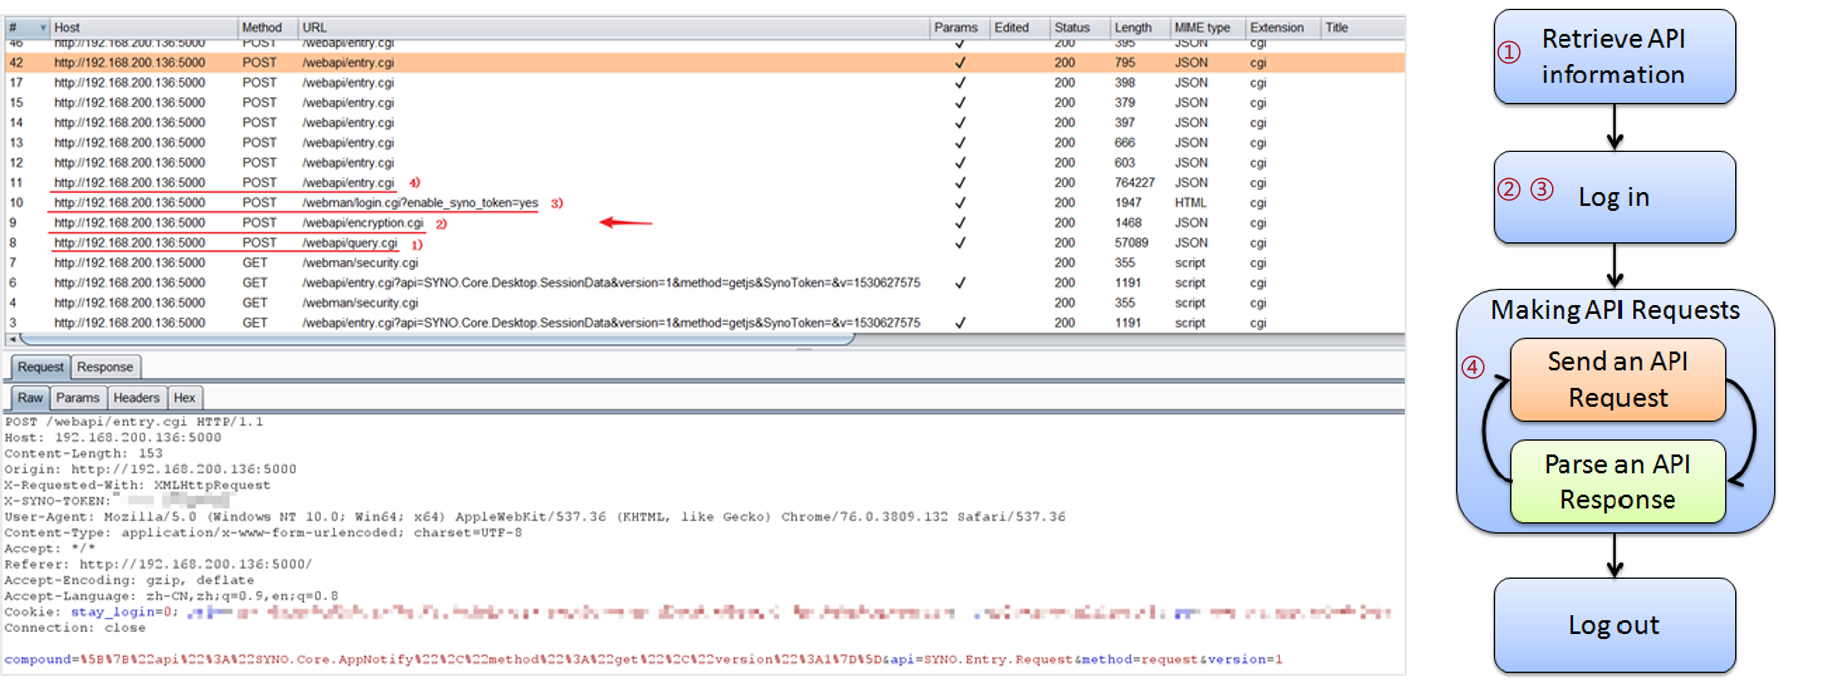 # Host Method URL Params Edited Status Length MIME type Extension Title
46 http://192.168.200.136:5000 POST /webapi/entry.cgi ✓ 200 395 JSON cgi
42 http://192.168.200.136:5000 POST /webapi/entry.cgi ✓ 200 795 JSON cgi
17 http://192.168.200.136:5000 POST /webapi/entry.cgi ✓ 200 398 JSON cgi
15 http://192.168.200.136:5000 POST /webapi/entry.cgi ✓ 200 379 JSON cgi
14 http://192.168.200.136:5000 POST /webapi/entry.cgi ✓ 200 397 JSON cgi
13 http://192.168.200.136:5000 POST /webapi/entry.cgi ✓ 200 666 JSON cgi
12 http://192.168.200.136:5000 POST /webapi/entry.cgi ✓ 200 603 JSON cgi
11 http://192.168.200.136:5000 POST /webapi/entry.cgi 4) ✓ 200 764227 JSON cgi
10 http://192.168.200.136:5000 POST /webman/login.cgi?enable_syno_token=yes 3) ✓ 200 1947 HTML cgi
9 http://192.168.200.136:5000 POST /webapi/encryption.cgi 2) ✓ 200 1468 JSON cgi
8 http://192.168.200.136:5000 POST /webapi/query.cgi 1) ✓ 200 57089 JSON cgi
7 http://192.168.200.136:5000 GET /webman/security.cgi 200 355 script cgi
6 http://192.168.200.136:5000 GET /webapi/entry.cgi?api=SYNO.Core.Desktop.SessionData&version=1&method=getjs&SynoToken=&v=1530627575 ✓ 200 1191 script cgi
4 http://192.168.200.136:5000 GET /webman/security.cgi 200 355 script cgi
3 http://192.168.200.136:5000 GET /webapi/entry.cgi?api=SYNO.Core.Desktop.SessionData&version=1&method=getjs&SynoToken=&v=1530627575 ✓ 200 1191 script cgi
Request Response
Raw Params Headers Hex
POST /webapi/entry.cgi HTTP/1.1
Host: 192.168.200.136:5000
Content-Length: 153
Origin: http://192.168.200.136:5000
X-Requested-With: XMLHttpRequest
X-SYNO-TOKEN:
User-Agent: Mozilla/5.0 (Windows NT 10.0; Win64; x64) AppleWebKit/537.36 (KHTML, like Gecko) Chrome/76.0.3809.132 Safari/537.36
Content-Type: application/x-www-form-urlencoded; charset=UTF-8
Accept: */*
Referer: http://192.168.200.136:5000/
Accept-Encoding: gzip, deflate
Accept-Language: zh-CN,zh;q=0.9,en;q=0.8
Cookie: stay_login=0;
Connection: close
compound=%5B%7B%22api%22%3A%22SYNO.Core.AppNotify%22%2C%22method%22%3A%22get%22%2C%22version%22%3A1%7D%5D&api=SYNO.Entry.Request&method=request&version=1
① Retrieve API
information
② ③ Log in
Making API Requests
④ Send an API
Request
Parse an API
Response
Log out